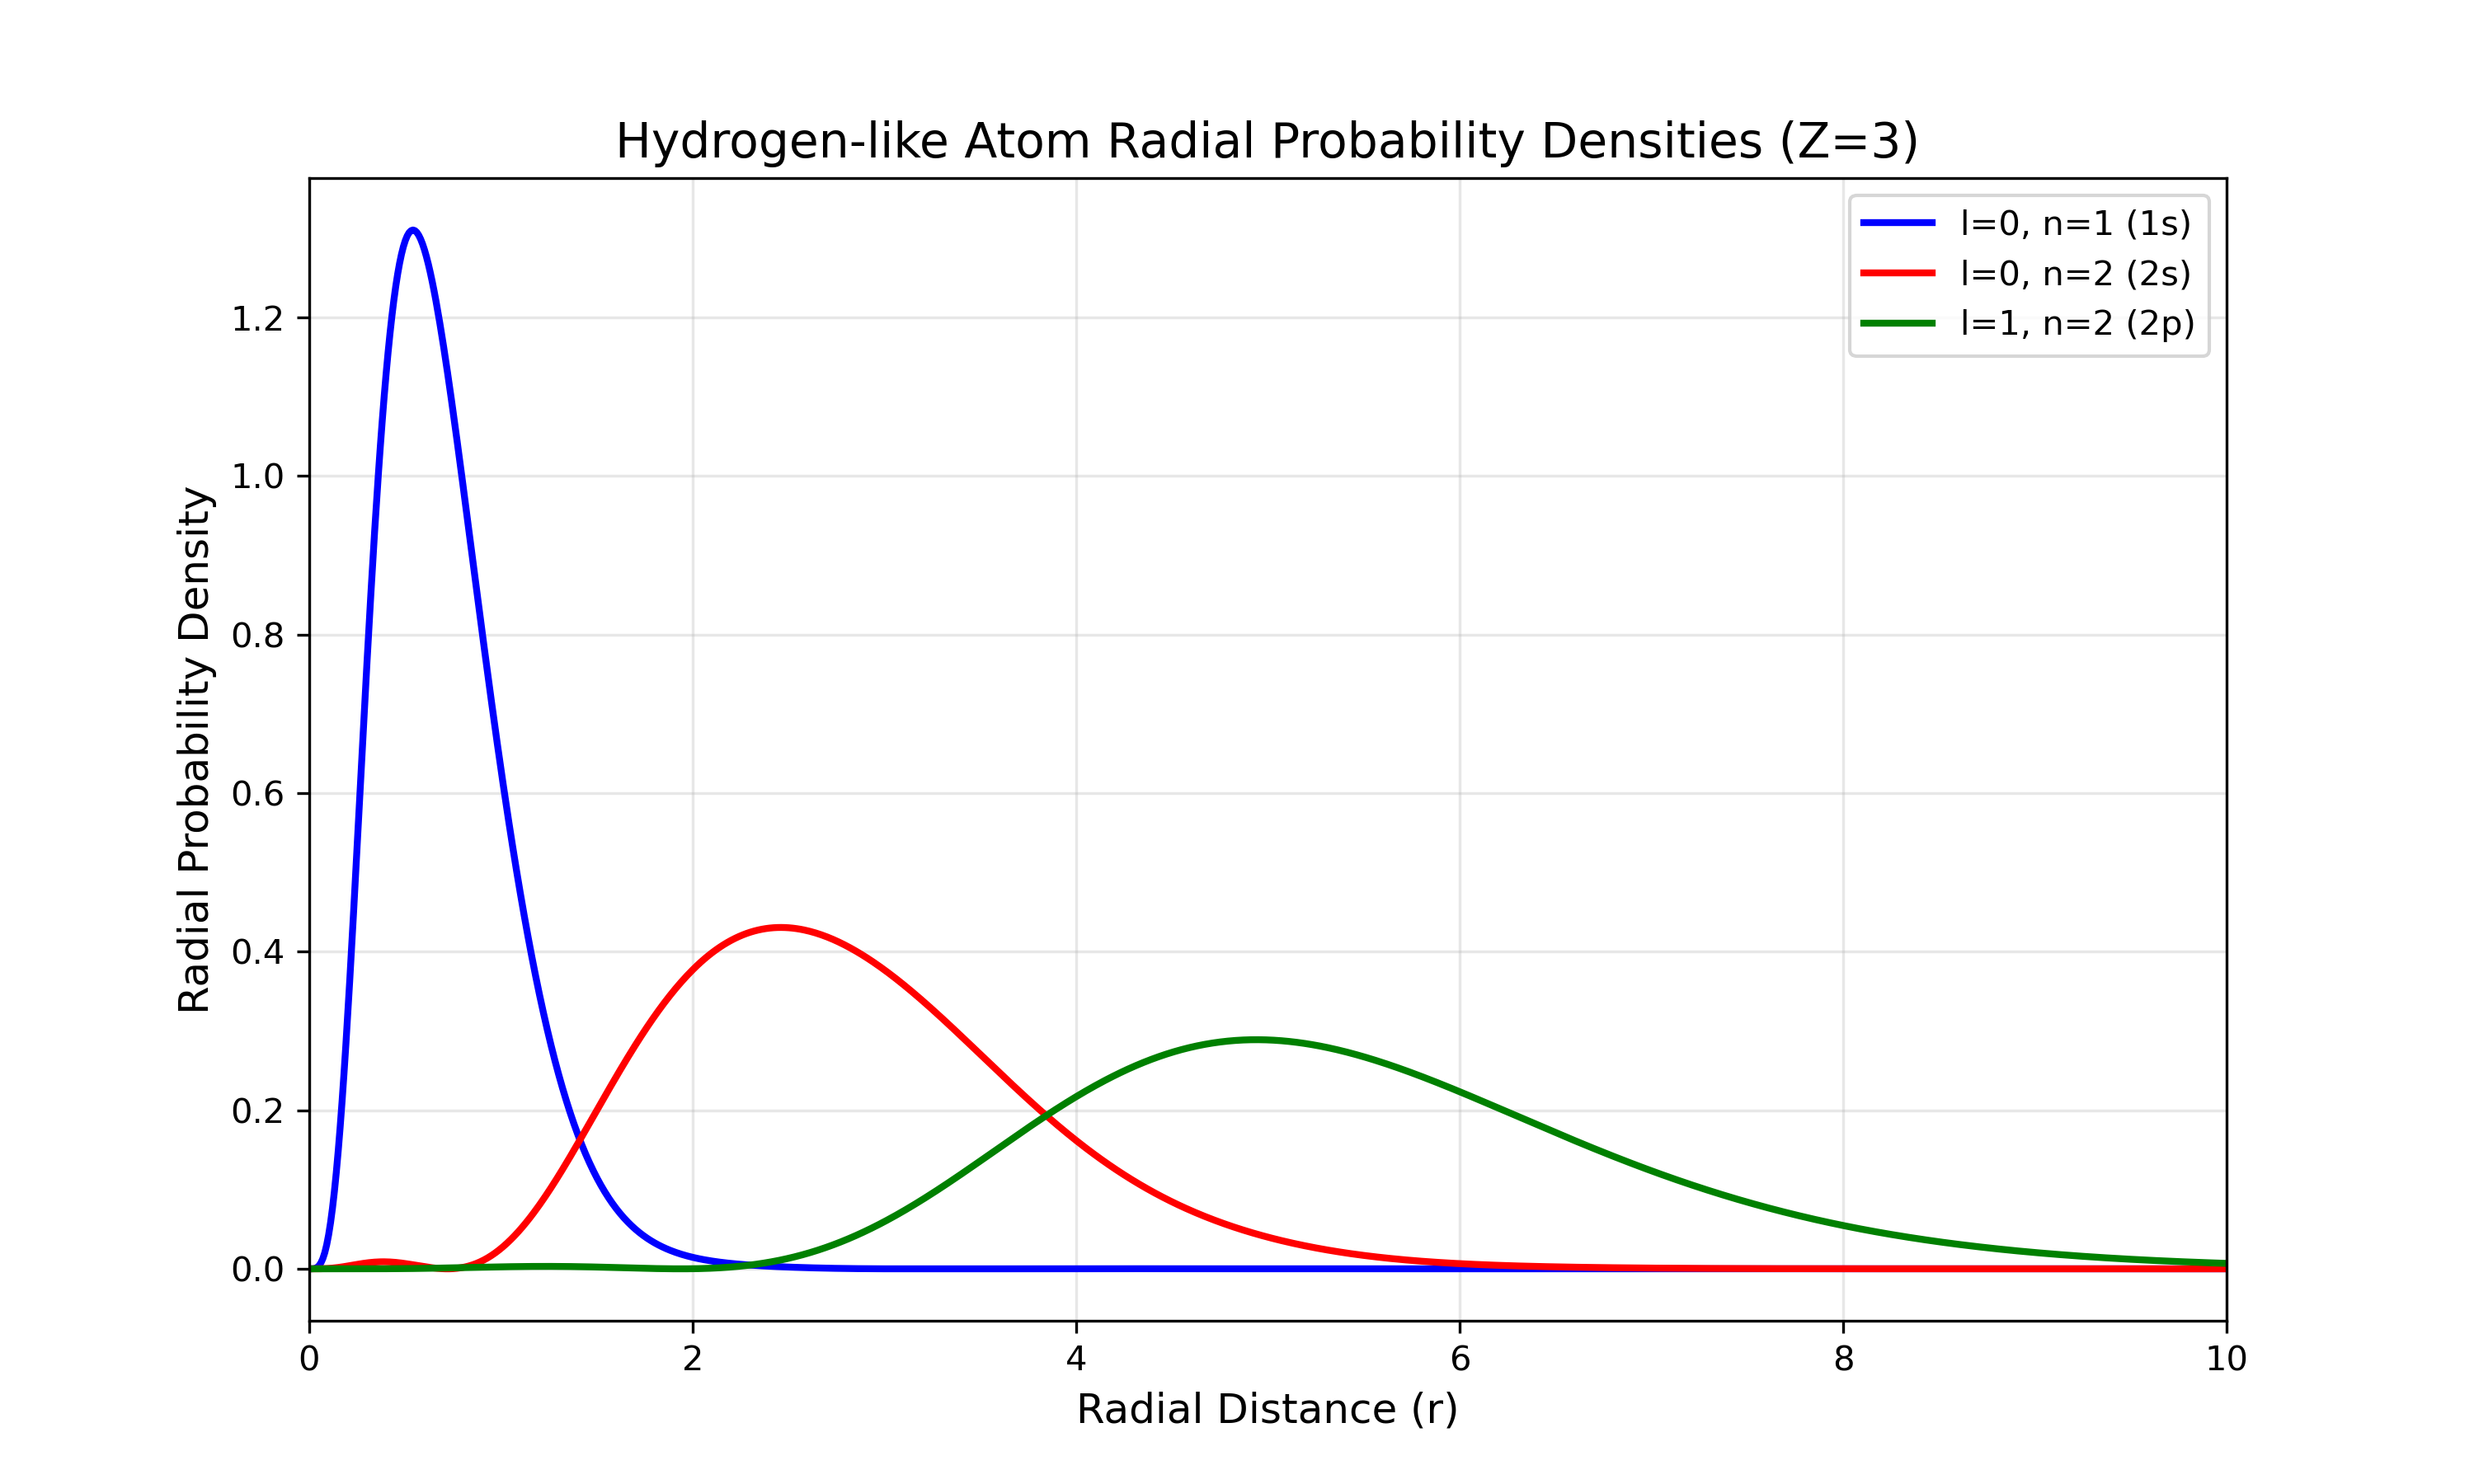 Hydrogen-like Atom Radial Probability Densities (Z=3)
l=0, n=1 (1s)
l=0, n=2 (2s)
l=1, n=2 (2p)
Radial Probability Density
1.2
1.0
0.8
0.6
0.4
0.2
0.0
0 2 4 6 8 10
Radial Distance (r)